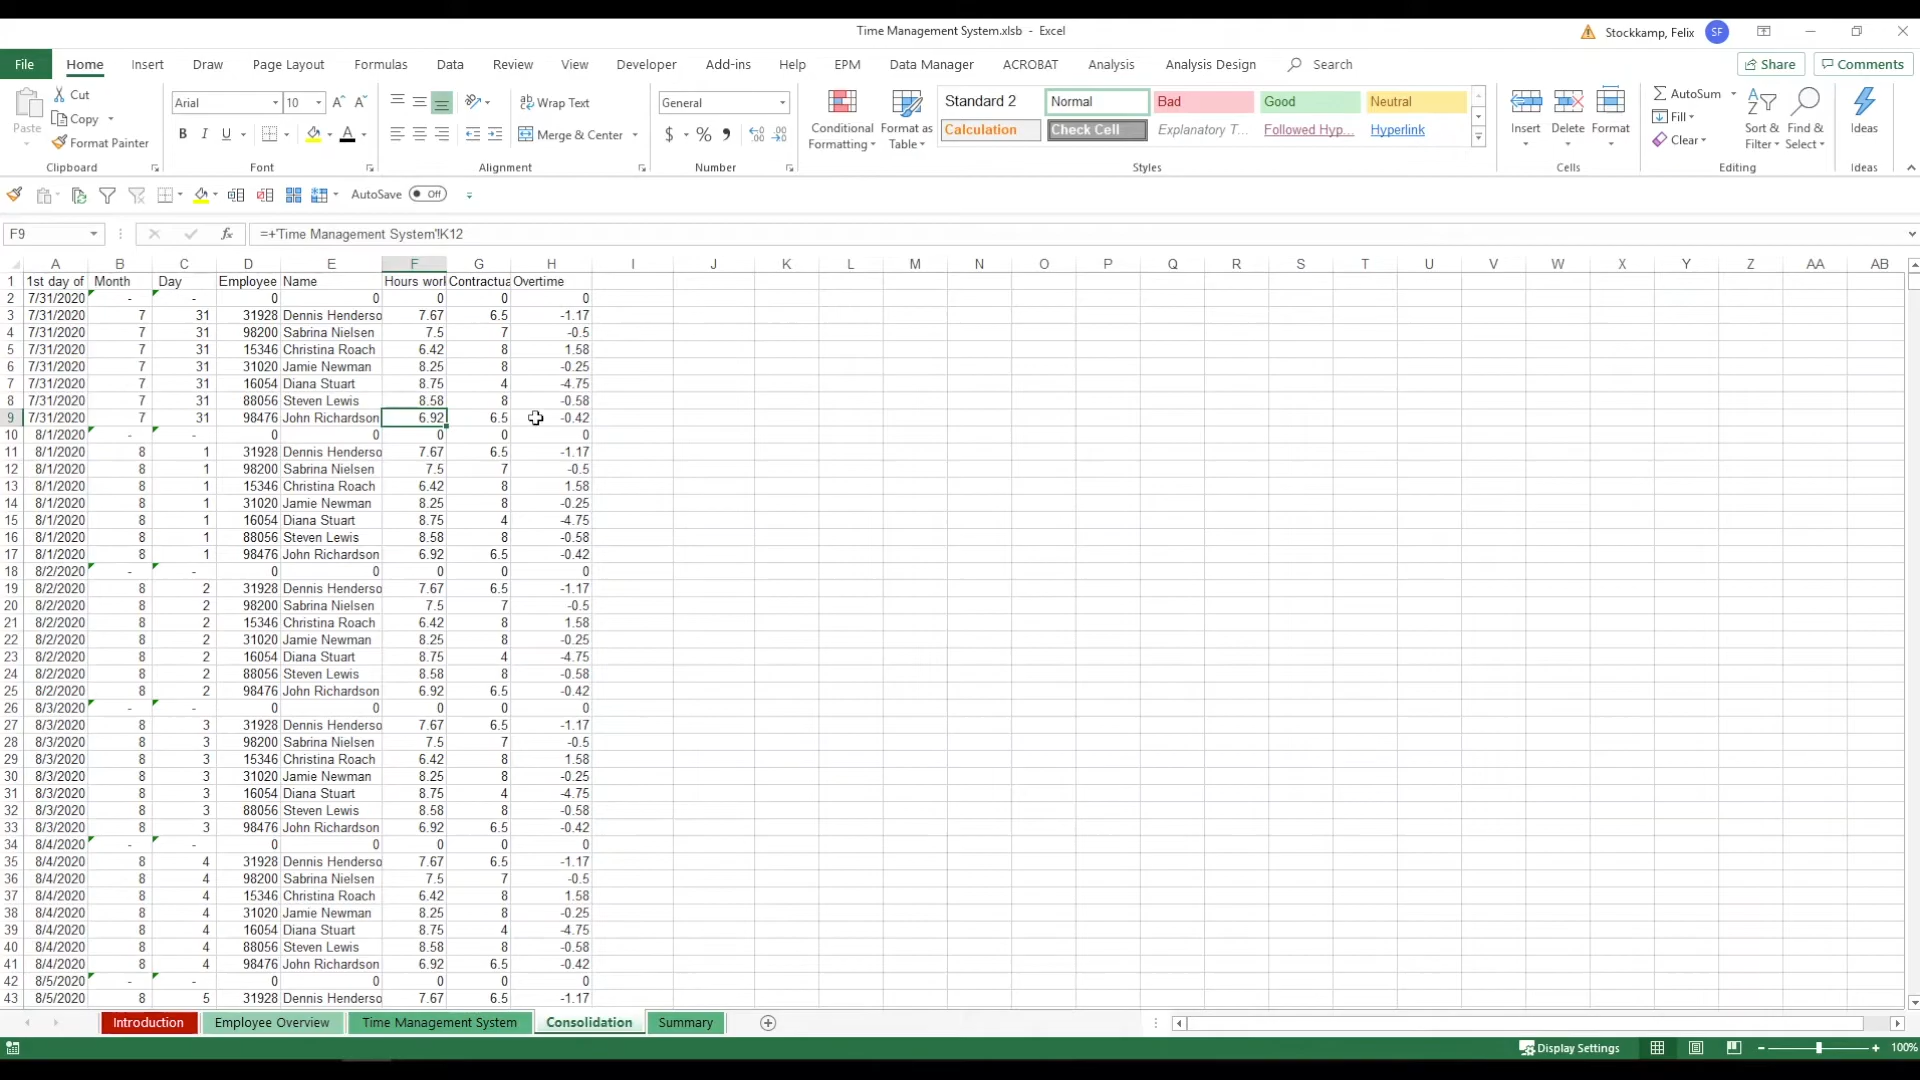 Time Management System.xlsb - Excel
Stockkamp, Felix SF
File Home Insert Draw Page Layout Formulas Data Review View Developer Add-ins Help EPM Data Manager ACROBAT Analysis Analysis Design Search Share Comments
Paste Cut Copy Format Painter
Clipboard
Arial 10 A A
B I U A
Font
Wrap Text
Merge & Center
Alignment
General
$ %
Number
Conditional Formatting
Format as Table
Standard 2 Normal Bad Good Neutral
Calculation Check Cell Explanatory T... Followed Hyp... Hyperlink
Styles
Insert Delete Format
Cells
AutoSum
Fill
Clear
Sort & Filter
Find & Select
Editing
Ideas
Ideas
AutoSave Off
F9 fx =+'Time Management System'!K12
A B C D E F G H I J K L M N O P Q R S T U V W X Y Z AA AB
1 1st day of Month Day Employee Name Hours work Contractua Overtime
2 7/31/2020 - - 0 0 0 0 0
3 7/31/2020 7 31 31928 Dennis Henderso 7.67 6.5 -1.17
4 7/31/2020 7 31 98200 Sabrina Nielsen 7.5 7 -0.5
5 7/31/2020 7 31 15346 Christina Roach 6.42 8 1.58
6 7/31/2020 7 31 31020 Jamie Newman 8.25 8 -0.25
7 7/31/2020 7 31 16054 Diana Stuart 8.75 4 -4.75
8 7/31/2020 7 31 88056 Steven Lewis 8.58 8 -0.58
9 7/31/2020 7 31 98476 John Richardson 6.92 6.5 -0.42
10 8/1/2020 - - 0 0 0 0 0
11 8/1/2020 8 1 31928 Dennis Henderso 7.67 6.5 -1.17
12 8/1/2020 8 1 98200 Sabrina Nielsen 7.5 7 -0.5
13 8/1/2020 8 1 15346 Christina Roach 6.42 8 1.58
14 8/1/2020 8 1 31020 Jamie Newman 8.25 8 -0.25
15 8/1/2020 8 1 16054 Diana Stuart 8.75 4 -4.75
16 8/1/2020 8 1 88056 Steven Lewis 8.58 8 -0.58
17 8/1/2020 8 1 98476 John Richardson 6.92 6.5 -0.42
18 8/2/2020 - - 0 0 0 0 0
19 8/2/2020 8 2 31928 Dennis Henderso 7.67 6.5 -1.17
20 8/2/2020 8 2 98200 Sabrina Nielsen 7.5 7 -0.5
21 8/2/2020 8 2 15346 Christina Roach 6.42 8 1.58
22 8/2/2020 8 2 31020 Jamie Newman 8.25 8 -0.25
23 8/2/2020 8 2 16054 Diana Stuart 8.75 4 -4.75
24 8/2/2020 8 2 88056 Steven Lewis 8.58 8 -0.58
25 8/2/2020 8 2 98476 John Richardson 6.92 6.5 -0.42
26 8/3/2020 - - 0 0 0 0 0
27 8/3/2020 8 3 31928 Dennis Henderso 7.67 6.5 -1.17
28 8/3/2020 8 3 98200 Sabrina Nielsen 7.5 7 -0.5
29 8/3/2020 8 3 15346 Christina Roach 6.42 8 1.58
30 8/3/2020 8 3 31020 Jamie Newman 8.25 8 -0.25
31 8/3/2020 8 3 16054 Diana Stuart 8.75 4 -4.75
32 8/3/2020 8 3 88056 Steven Lewis 8.58 8 -0.58
33 8/3/2020 8 3 98476 John Richardson 6.92 6.5 -0.42
34 8/4/2020 - - 0 0 0 0 0
35 8/4/2020 8 4 31928 Dennis Henderso 7.67 6.5 -1.17
36 8/4/2020 8 4 98200 Sabrina Nielsen 7.5 7 -0.5
37 8/4/2020 8 4 15346 Christina Roach 6.42 8 1.58
38 8/4/2020 8 4 31020 Jamie Newman 8.25 8 -0.25
39 8/4/2020 8 4 16054 Diana Stuart 8.75 4 -4.75
40 8/4/2020 8 4 88056 Steven Lewis 8.58 8 -0.58
41 8/4/2020 8 4 98476 John Richardson 6.92 6.5 -0.42
42 8/5/2020 - - 0 0 0 0 0
43 8/5/2020 8 5 31928 Dennis Henderso 7.67 6.5 -1.17
Introduction Employee Overview Time Management System Consolidation Summary
Display Settings 100%